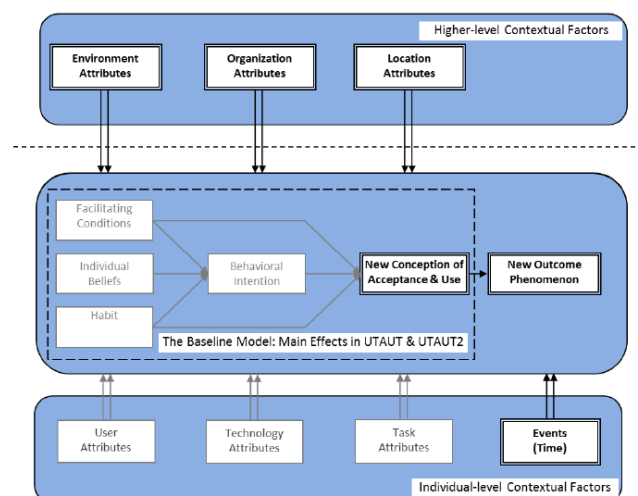 Higher-level Contextual Factors
Environment
Attributes
Organization
Attributes
Location
Attributes
Facilitating
Conditions
Individual
Beliefs
Habit
Behavioral
Intention
New Conception of
Acceptance & Use
New Outcome
Phenomenon
The Baseline Model: Main Effects in UTAUT & UTAUT2
User
Attributes
Technology
Attributes
Task
Attributes
Events
(Time)
Individual-level Contextual Factors